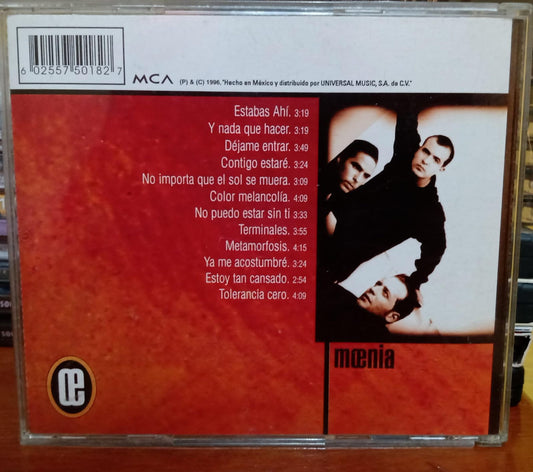 6 02557 50182 7
MCA (P) & (C) 1996, "Hecho en México y distribuido por UNIVERSAL MUSIC, S.A. de C.V."
Estabas Ahí. 3:19
Y nada que hacer. 3:19
Déjame entrar. 3:49
Contigo estaré. 3:24
No importa que el sol se muera. 3:09
Color melancolía. 4:09
No puedo estar sin ti 3:33
Terminales. 3:55
Metamorfosis. 4:15
Ya me acostumbré. 3:24
Estoy tan cansado. 2:54
Tolerancia cero. 4:09
mœnia
œ